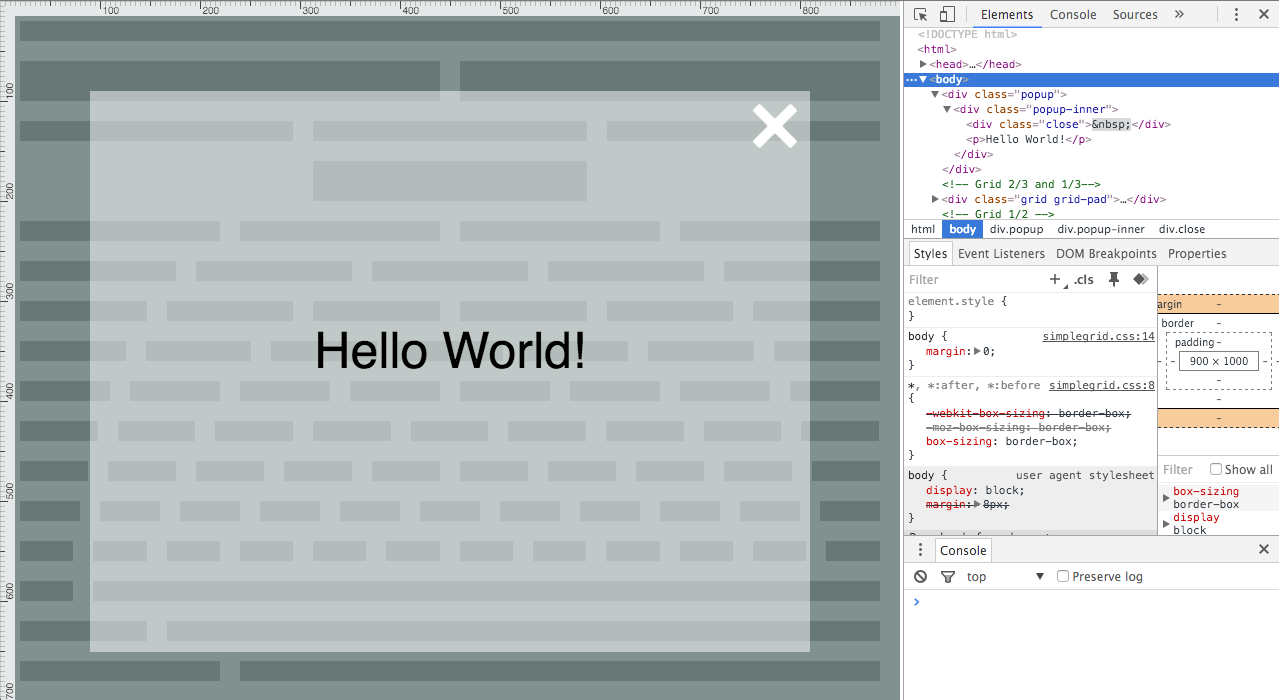 100 200 300 400 500 600 700 800
100
200
300
400
500
600
700
Hello World!
Elements Console Sources »
<!DOCTYPE html>
<html>
▶<head>…</head>
…▼<body>
▼<div class="popup">
▼<div class="popup-inner">
<div class="close">&nbsp;</div>
<p>Hello World!</p>
</div>
</div>
<!-- Grid 2/3 and 1/3-->
▶<div class="grid grid-pad">…</div>
<!-- Grid 1/2 -->
html body div.popup div.popup-inner div.close
Styles Event Listeners DOM Breakpoints Properties
Filter + .cls
element.style {
}
body { simplegrid.css:14
margin:▶0;
}
*, *:after, *:before simplegrid.css:8
{
-webkit-box-sizing: border-box;
-moz-box-sizing: border-box;
box-sizing: border-box;
}
body { user agent stylesheet
display: block;
margin:▶8px;
}
argin -
border -
padding -
- - 900 × 1000 - -
-
-
-
Filter Show all
▶ box-sizing
border-box
▶ display
block
Console
top ▼ Preserve log
>